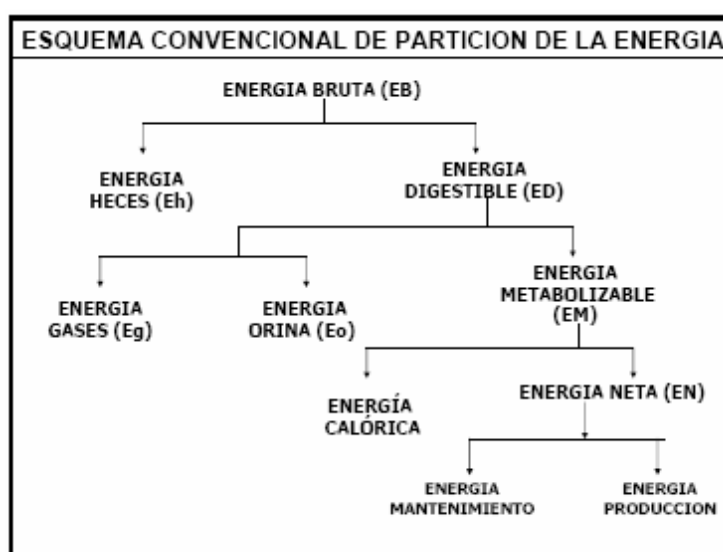 ESQUEMA CONVENCIONAL DE PARTICION DE LA ENERGIA
ENERGIA BRUTA (EB)
ENERGIA
HECES (Eh)
ENERGIA
DIGESTIBLE (ED)
ENERGIA
GASES (Eg)
ENERGIA
ORINA (Eo)
ENERGIA
METABOLIZABLE
(EM)
ENERGÍA
CALÓRICA
ENERGIA NETA (EN)
ENERGIA
MANTENIMIENTO
ENERGIA
PRODUCCION